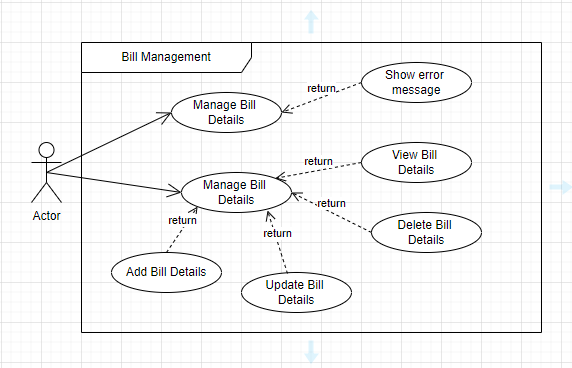 Bill Management
Show error
message
return
Manage Bill
Details
return
View Bill
Details
Manage Bill
Details
Actor
return
return
return
Delete Bill
Details
Add Bill Details
Update Bill
Details